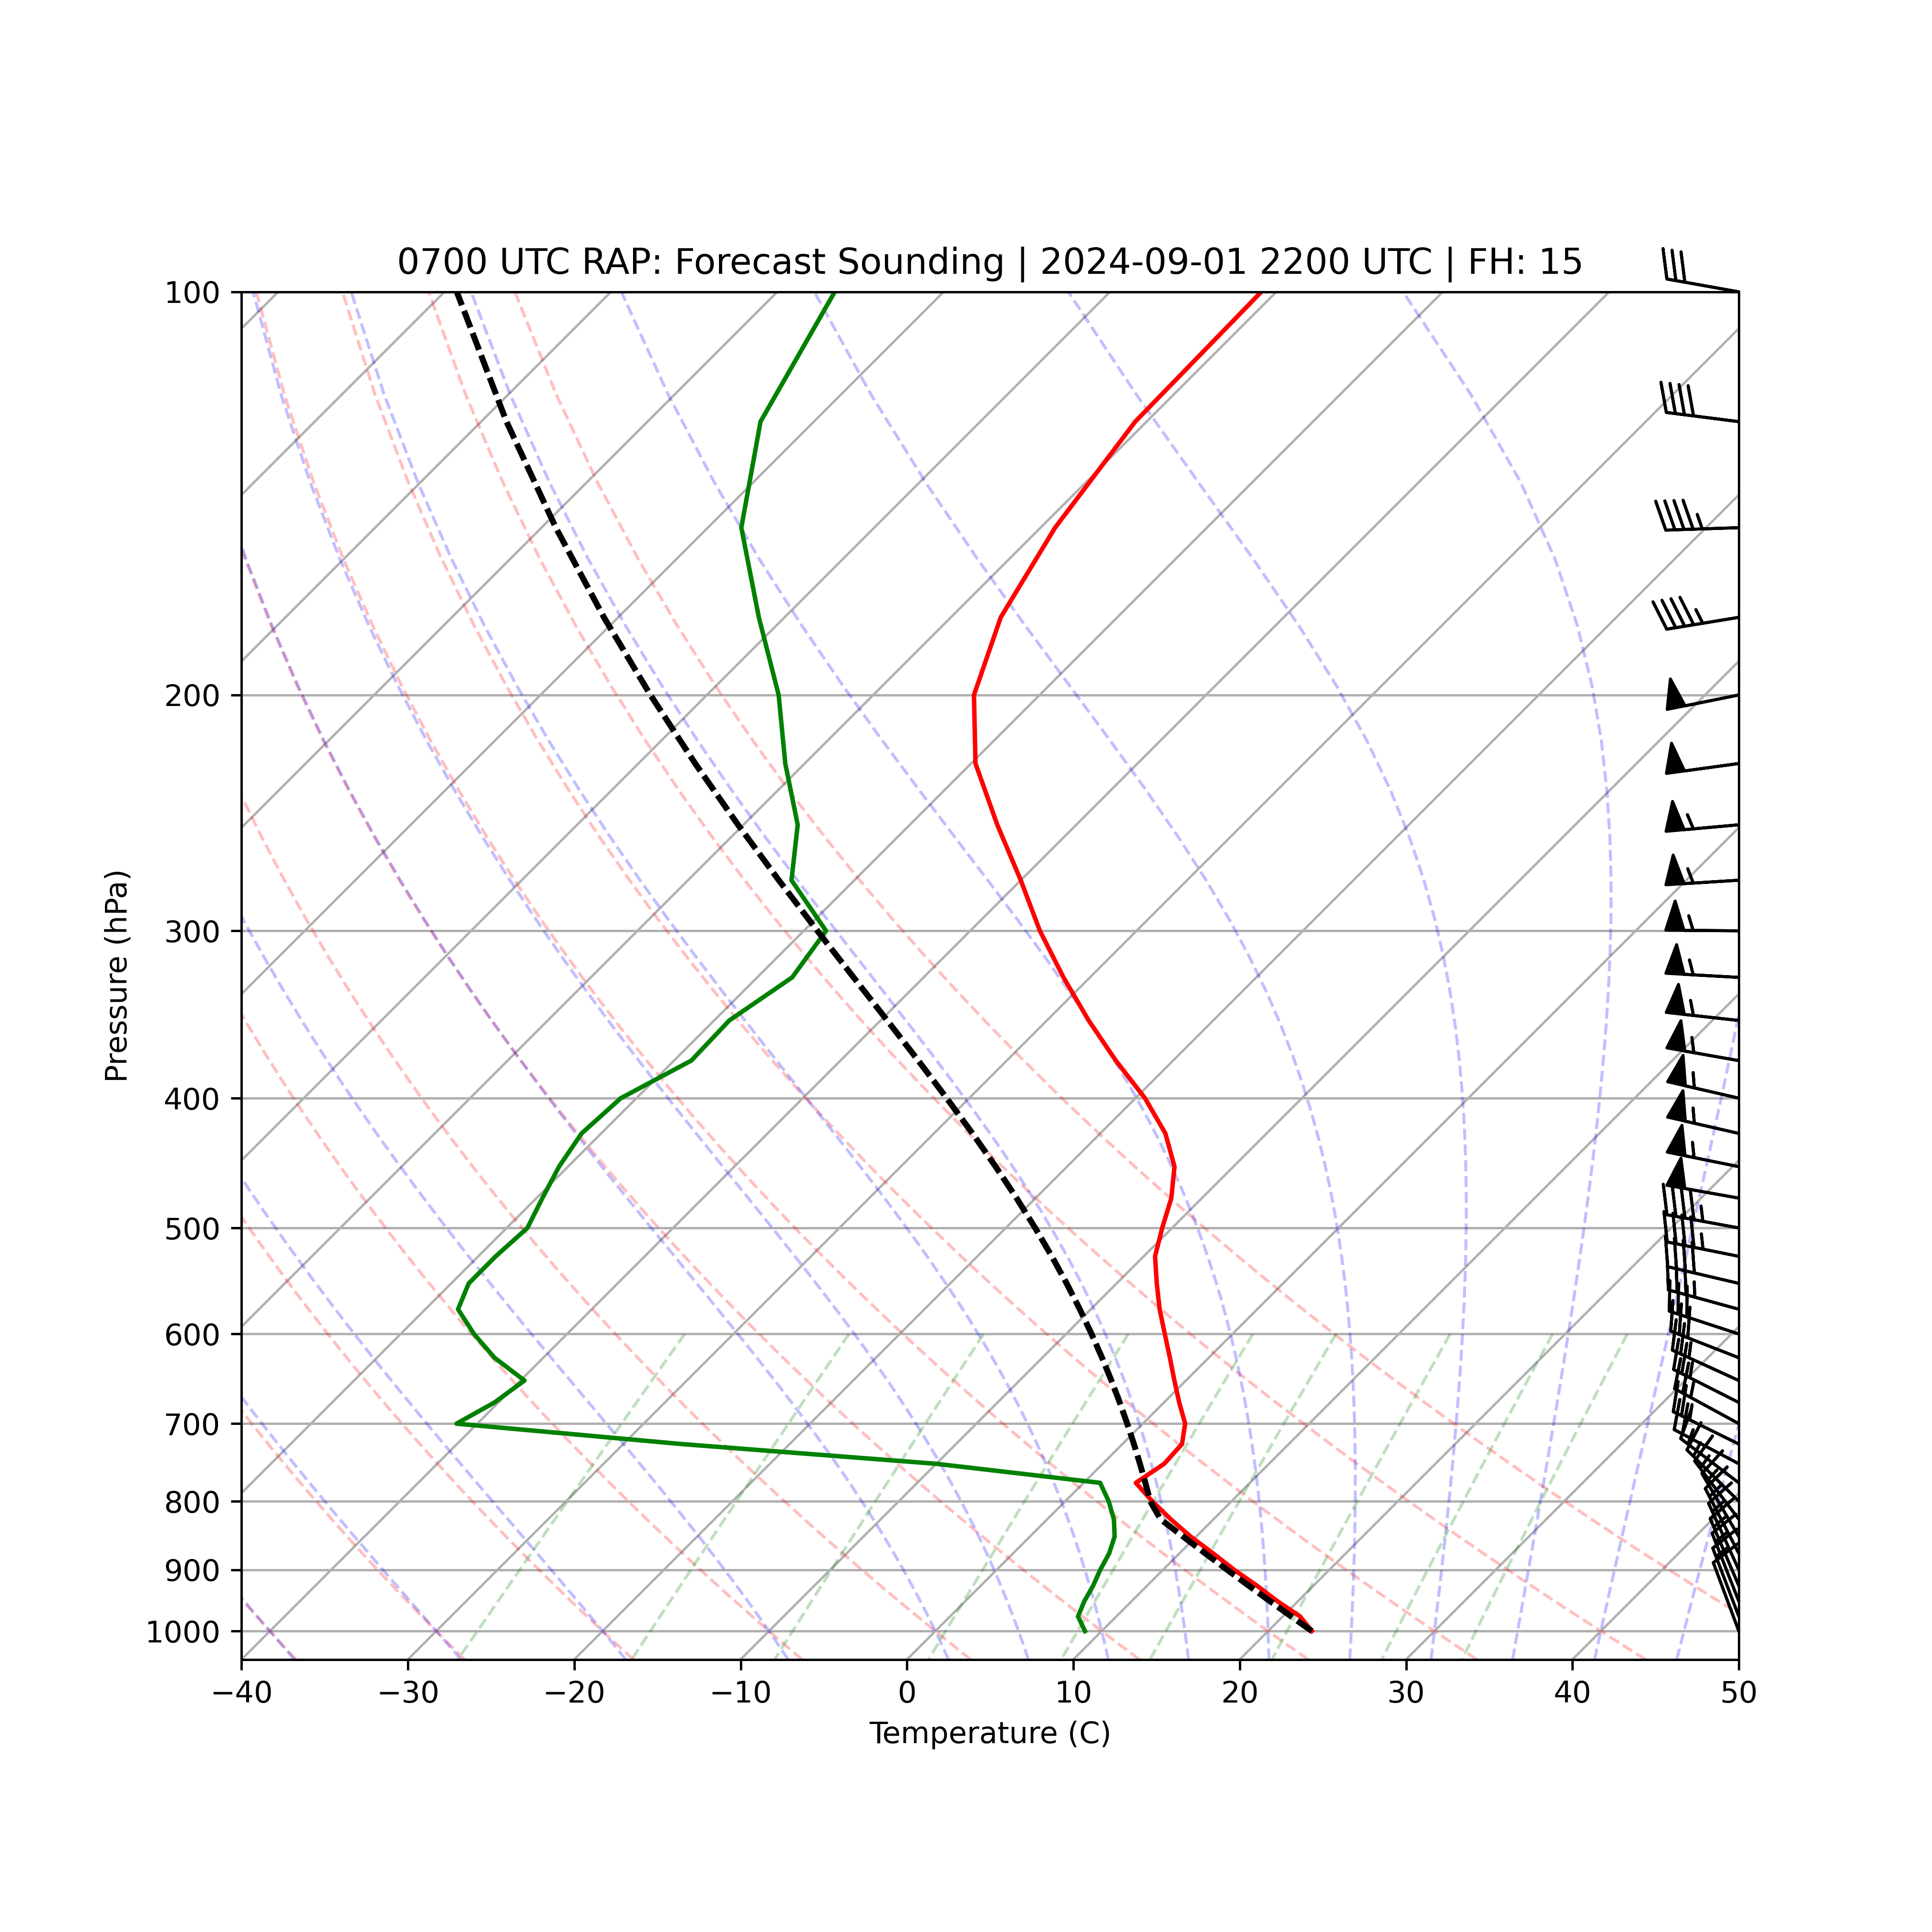 0700 UTC RAP: Forecast Sounding | 2024-09-01 2200 UTC | FH: 15
100
200
300
400
500
600
700
800
900
1000
Pressure (hPa)
−40 −30 −20 −10 0 10 20 30 40 50
Temperature (C)